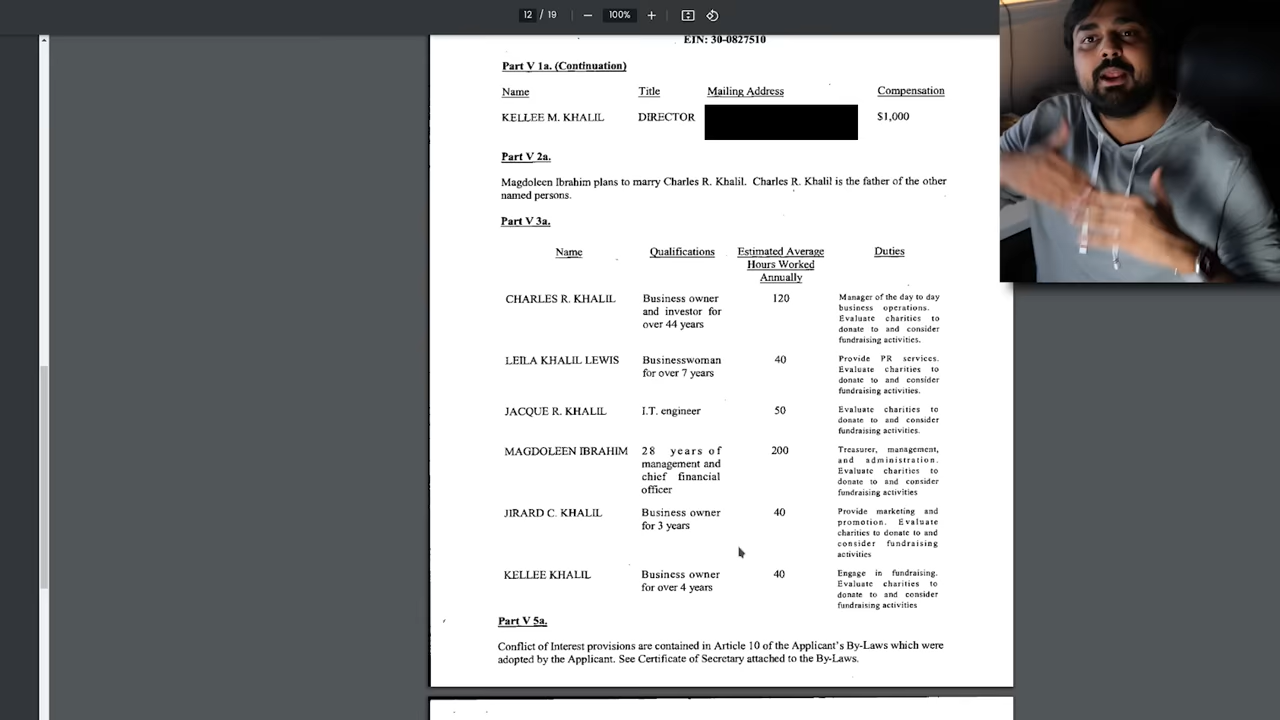 12 / 19 100%
EIN: 30-0827510
Part V 1a. (Continuation)
Name Title Mailing Address Compensation
KELLEE M. KHALIL DIRECTOR $1,000
Part V 2a.
Magdoleen Ibrahim plans to marry Charles R. Khalil. Charles R. Khalil is the father of the other
named persons.
Part V 3a.
Name Qualifications Estimated Average Duties
Hours Worked
Annually
CHARLES R. KHALIL Business owner 120 Manager of the day to day
and investor for business operations.
over 44 years Evaluate charities to
donate to and consider
fundraising activities.
LEILA KHALIL LEWIS Businesswoman 40 Provide PR services.
for over 7 years Evaluate charities to
donate to and consider
fundraising activities.
JACQUE R. KHALIL I.T. engineer 50 Evaluate charities to
donate to and consider
fundraising activities.
MAGDOLEEN IBRAHIM 28 years of 200 Treasurer, management,
management and and administration.
chief financial Evaluate charities to
officer donate to and consider
fundraising activities
JIRARD C. KHALIL Business owner 40 Provide marketing and
for 3 years promotion. Evaluate
charities to donate to and
consider fundraising
activities
KELLEE KHALIL Business owner 40 Engage in fundraising.
for over 4 years Evaluate charities to
donate to and consider
fundraising activities
Part V 5a.
Conflict of Interest provisions are contained in Article 10 of the Applicant's By-Laws which were
adopted by the Applicant. See Certificate of Secretary attached to the By-Laws.